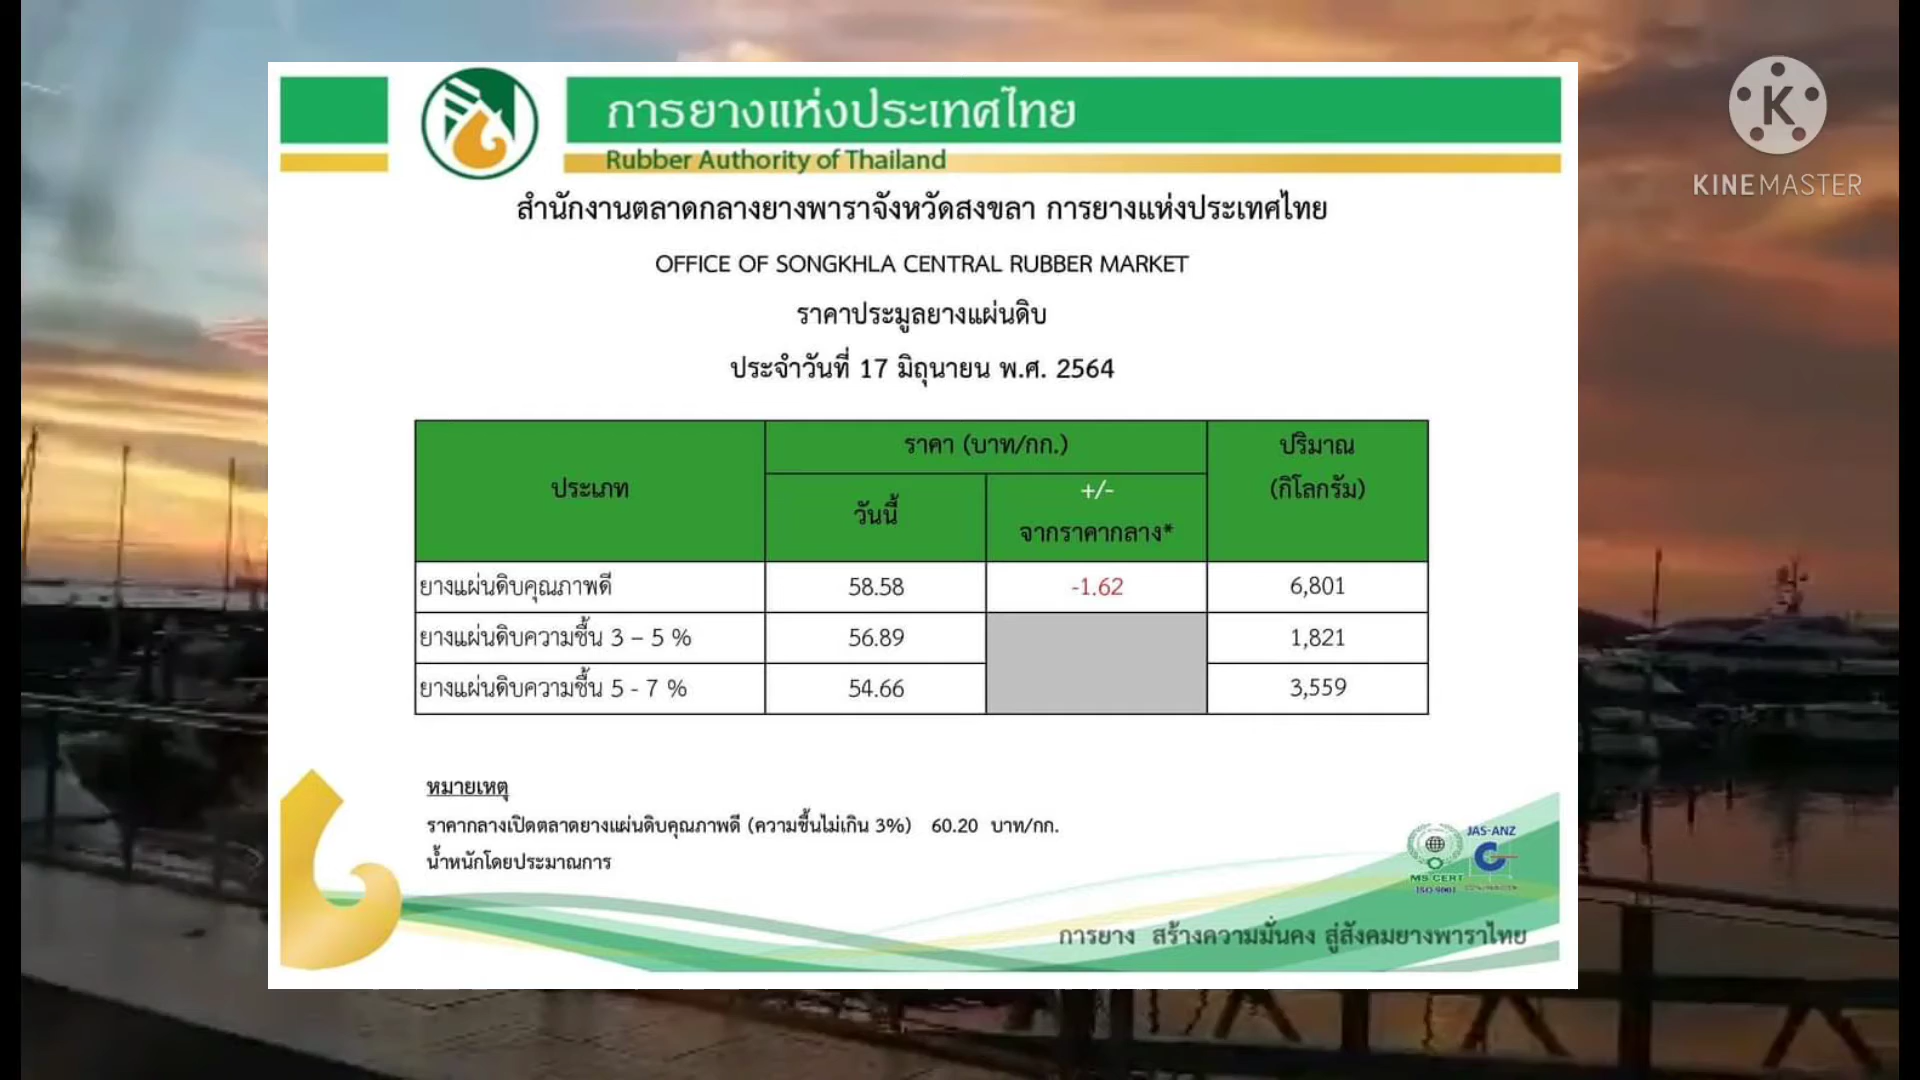 การยางแห่งประเทศไทย
Rubber Authority of Thailand
สำนักงานตลาดกลางยางพาราจังหวัดสงขลา การยางแห่งประเทศไทย
OFFICE OF SONGKHLA CENTRAL RUBBER MARKET
ราคาประมูลยางแผ่นดิบ
ประจำวันที่ 17 มิถุนายน พ.ศ. 2564
ประเภท ราคา (บาท/กก.) ปริมาณ (กิโลกรัม)
วันนี้ +/- จากราคากลาง*
ยางแผ่นดิบคุณภาพดี 58.58 -1.62 6,801
ยางแผ่นดิบความชื้น 3 – 5 % 56.89 1,821
ยางแผ่นดิบความชื้น 5 - 7 % 54.66 3,559
หมายเหตุ
ราคากลางเปิดตลาดยางแผ่นดิบคุณภาพดี (ความชื้นไม่เกิน 3%) 60.20 บาท/กก.
น้ำหนักโดยประมาณการ
JAS-ANZ
MS CERT
ISO 9001
การยาง สร้างความมั่นคง สู่สังคมยางพาราไทย
K
KINEMASTER